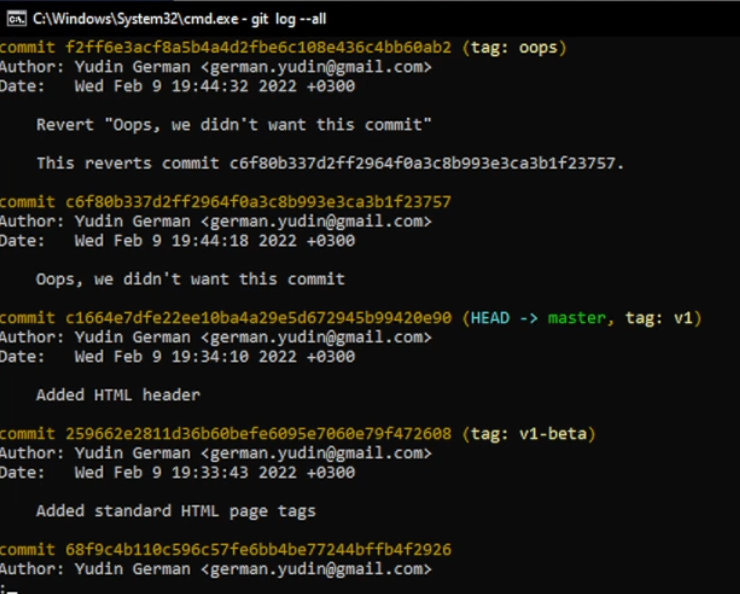 C:\Windows\System32\cmd.exe - git log --all
commit f2ff6e3acf8a5b4a4d2fbe6c108e436c4bb60ab2 (tag: oops)
Author: Yudin German <german.yudin@gmail.com>
Date:   Wed Feb 9 19:44:32 2022 +0300
Revert "Oops, we didn't want this commit"
This reverts commit c6f80b337d2ff2964f0a3c8b993e3ca3b1f23757.
commit c6f80b337d2ff2964f0a3c8b993e3ca3b1f23757
Author: Yudin German <german.yudin@gmail.com>
Date:   Wed Feb 9 19:44:18 2022 +0300
Oops, we didn't want this commit
commit c1664e7dfe22ee10ba4a29e5d672945b99420e90 (HEAD -> master, tag: v1)
Author: Yudin German <german.yudin@gmail.com>
Date:   Wed Feb 9 19:34:10 2022 +0300
Added HTML header
commit 259662e2811d36b60befe6095e7060e79f472608 (tag: v1-beta)
Author: Yudin German <german.yudin@gmail.com>
Date:   Wed Feb 9 19:33:43 2022 +0300
Added standard HTML page tags
commit 68f9c4b110c596c57fe6bb4be77244bffb4f2926
Author: Yudin German <german.yudin@gmail.com>
: